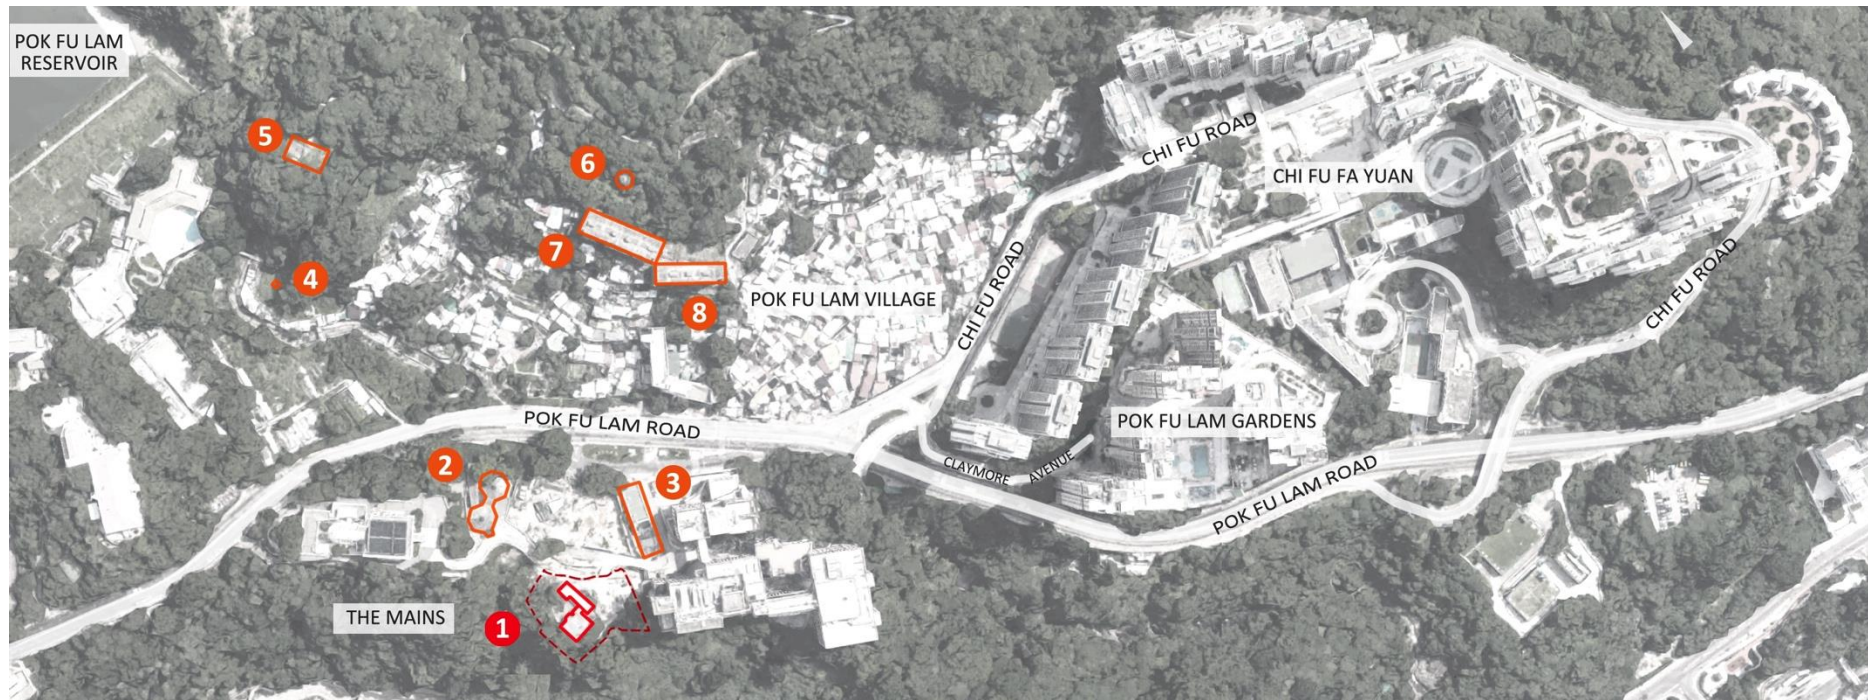 POK FU LAM
RESERVOIR
5
6
CHI FU ROAD
CHI FU FA YUAN
7
4
8
POK FU LAM VILLAGE
CHI FU ROAD
CHI FU ROAD
POK FU LAM ROAD
POK FU LAM GARDENS
2
3
CLAYMORE AVENUE
POK FU LAM ROAD
THE MAINS
1